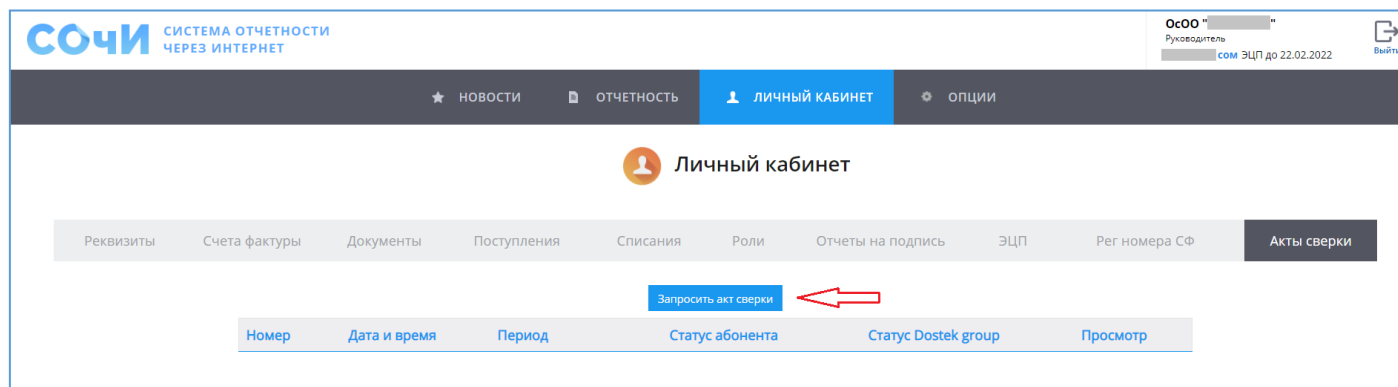 СОчИ
СИСТЕМА ОТЧЕТНОСТИ
ЧЕРЕЗ ИНТЕРНЕТ
ОсОО " "
Руководитель
com ЭЦП до 22.02.2022
Выйти
НОВОСТИ ОТЧЕТНОСТЬ ЛИЧНЫЙ КАБИНЕТ ОПЦИИ
Личный кабинет
Реквизиты Счета фактуры Документы Поступления Списания Роли Отчеты на подпись ЭЦП Рег номера СФ Акты сверки
Запросить акт сверки
Номер Дата и время Период Статус абонента Статус Dostek group Просмотр